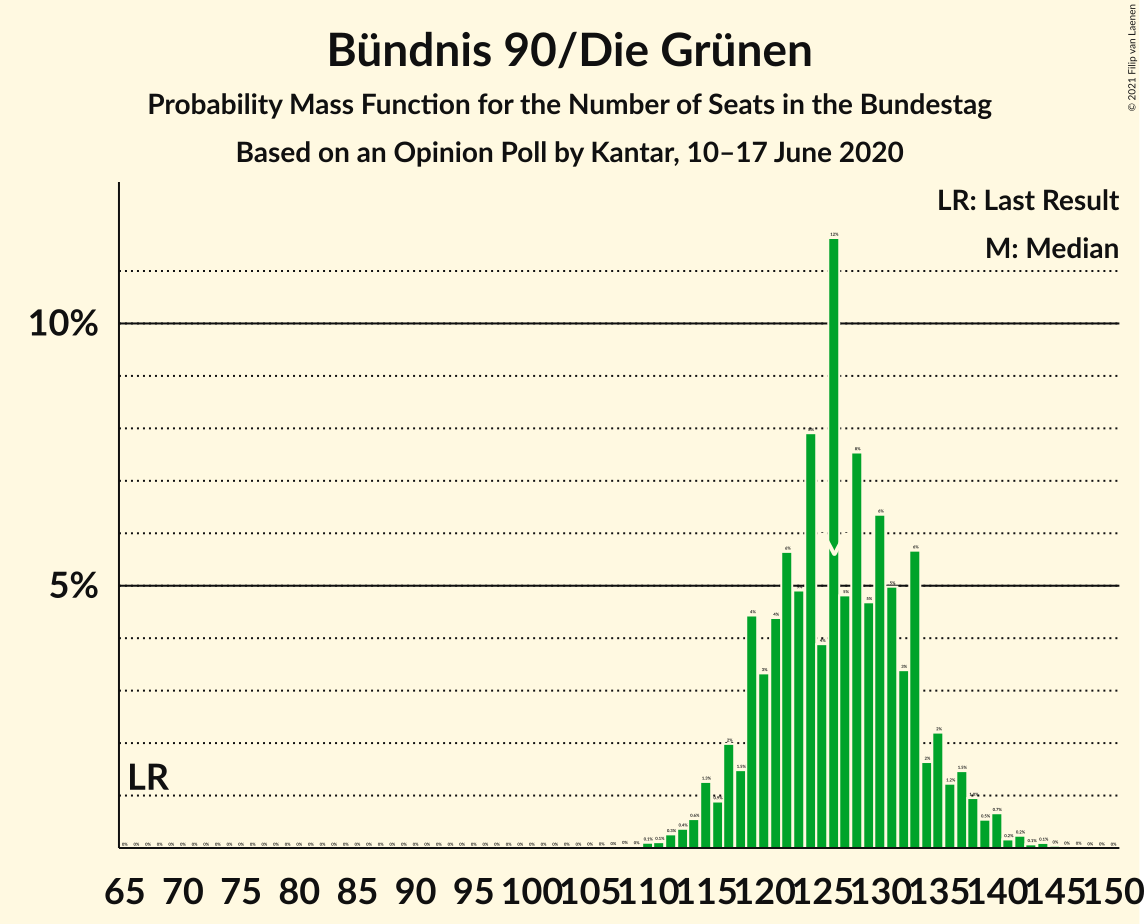 Bündnis 90/Die Grünen
Probability Mass Function for the Number of Seats in the Bundestag
Based on an Opinion Poll by Kantar, 10–17 June 2020
© 2021 Filip van Laenen
LR: Last Result
M: Median
10%
5%
LR
65 70 75 80 85 90 95 100 105 110 115 120 125 130 135 140 145 150